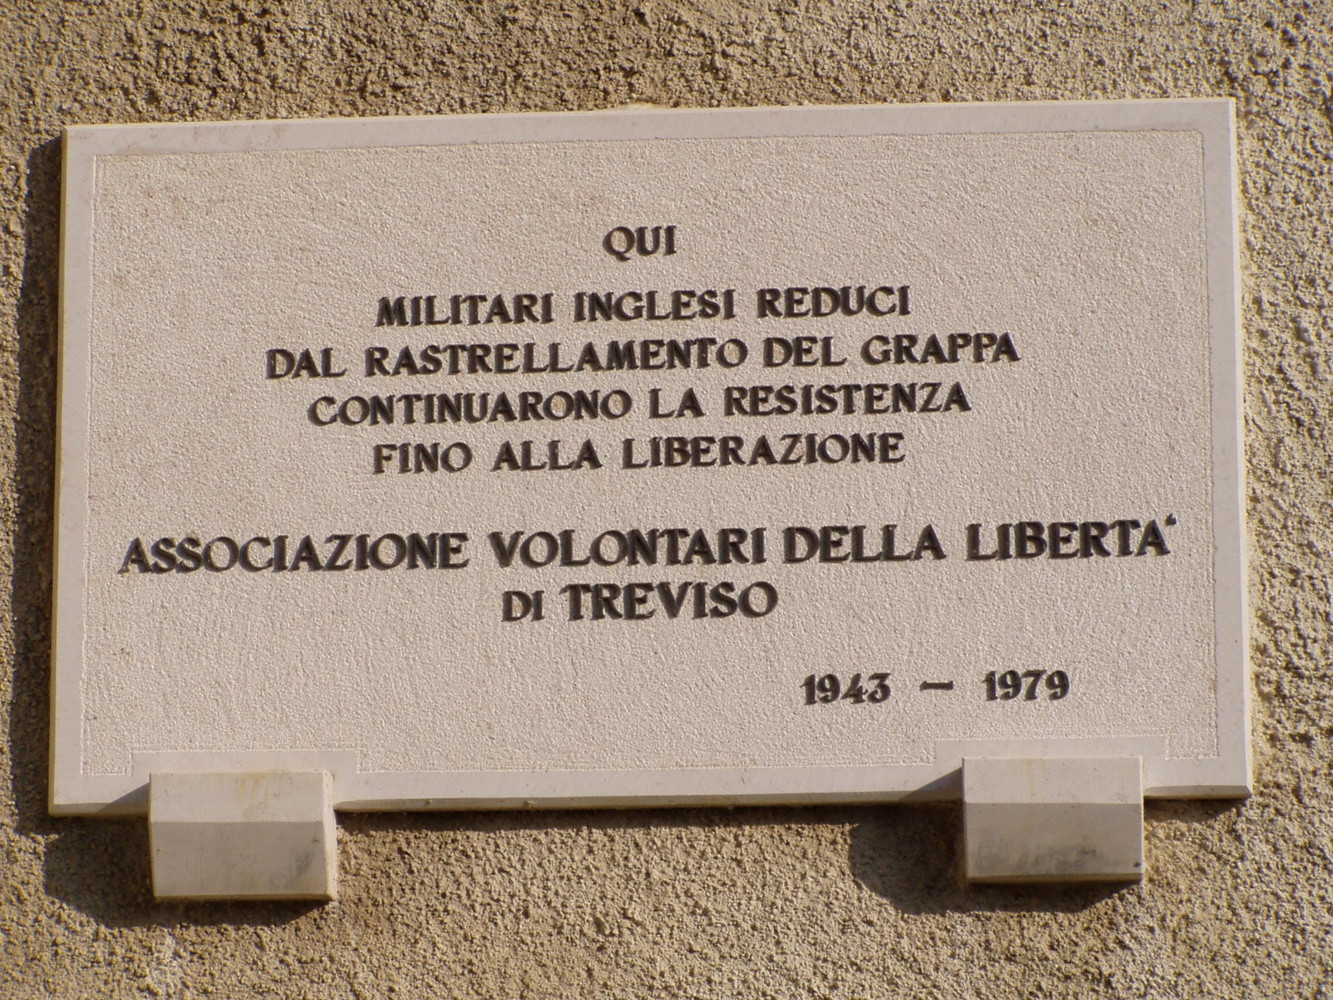 QUI
MILITARI INGLESI REDUCI
DAL RASTRELLAMENTO DEL GRAPPA
CONTINUARONO LA RESISTENZA
FINO ALLA LIBERAZIONE
ASSOCIAZIONE VOLONTARI DELLA LIBERTA‘
DI TREVISO
1943 – 1979